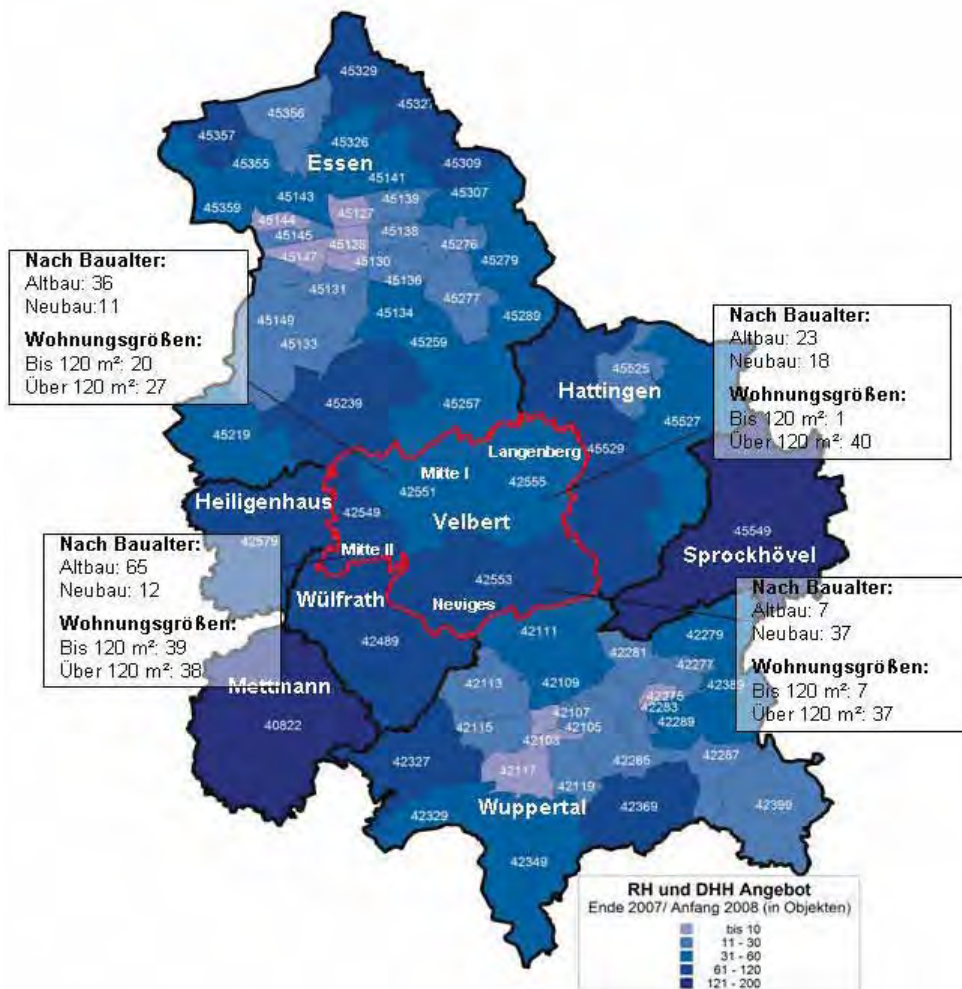 45329
45356
45327
45357
45326
45355
Essen
45309
45141
45143
45139
45307
45359
45144
45127
45145
45138
45128
45276
45147
45130
45279
45136
45131
45277
45134
45289
45149
45133
45259
Nach Baualter:
Altbau: 36
Neubau:11
Wohnungsgrößen:
Bis 120 m²: 20
Über 120 m²: 27
Nach Baualter:
Altbau: 23
Neubau: 18
Wohnungsgrößen:
Bis 120 m²: 1
Über 120 m²: 40
45525
Hattingen
45239
45257
45527
45219
45529
Langenberg
Mitte I
42551
42555
Heiligenhaus
42549
Velbert
45549
42579
Mitte II
Sprockhövel
Nach Baualter:
Altbau: 65
Neubau: 12
Wohnungsgrößen:
Bis 120 m²: 39
Über 120 m²: 38
42553
Wülfrath
Neviges
Nach Baualter:
Altbau: 7
Neubau: 37
Wohnungsgrößen:
Bis 120 m²: 7
Über 120 m²: 37
42489
42111
42279
42281
42277
Mettmann
42113
42109
42275
42389
42107
42283
40822
42115
42105
42289
42103
42287
42327
42117
42285
42119
42399
Wuppertal
42369
42329
42349
RH und DHH Angebot
Ende 2007/ Anfang 2008 (in Objekten)
bis 10
11 - 30
31 - 60
61 - 120
121 - 200